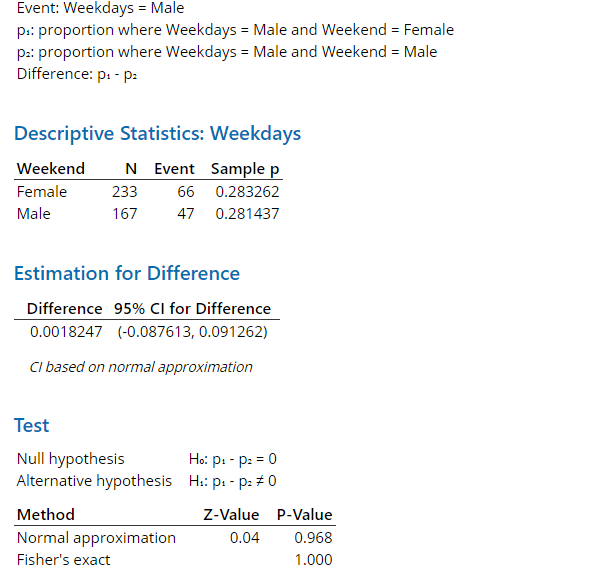 Event: Weekdays = Male
p₁: proportion where Weekdays = Male and Weekend = Female
p₂: proportion where Weekdays = Male and Weekend = Male
Difference: p₁ - p₂
Descriptive Statistics: Weekdays
Weekend N Event Sample p
Female 233 66 0.283262
Male 167 47 0.281437
Estimation for Difference
Difference 95% CI for Difference
0.0018247 (-0.087613, 0.091262)
CI based on normal approximation
Test
Null hypothesis H₀: p₁ - p₂ = 0
Alternative hypothesis H₁: p₁ - p₂ ≠ 0
Method Z-Value P-Value
Normal approximation 0.04 0.968
Fisher's exact 1.000